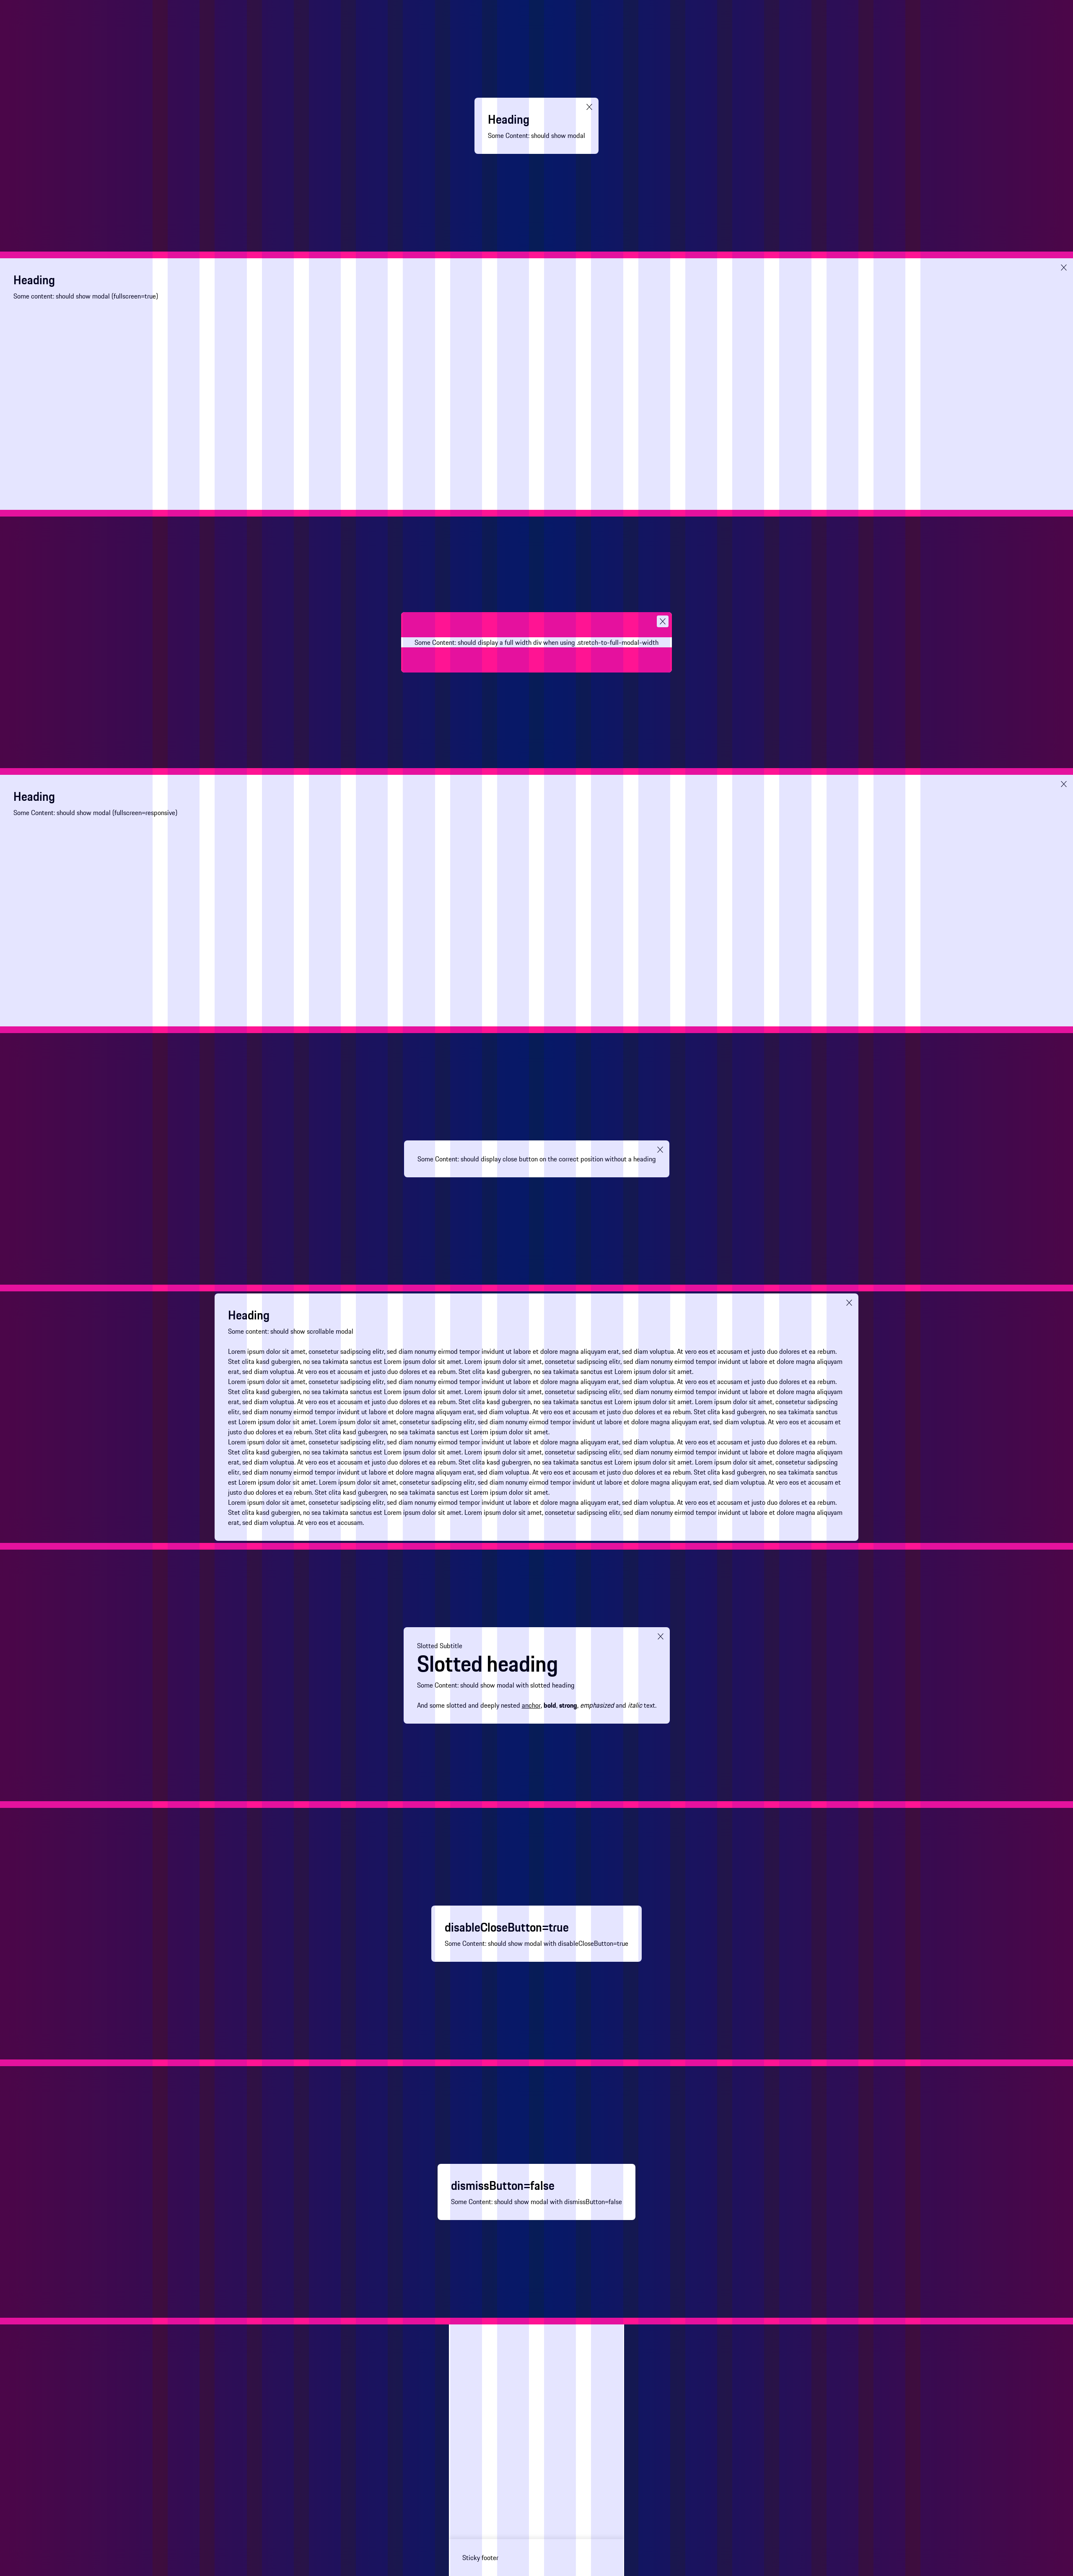 Heading
Some Content: should show modal
Heading
Some content: should show modal (fullscreen=true)
Some Content: should display a full width div when using .stretch-to-full-modal-width
Heading
Some Content: should show modal (fullscreen=responsive)
Some Content: should display close button on the correct position without a heading
Heading
Some content: should show scrollable modal
Lorem ipsum dolor sit amet, consetetur sadipscing elitr, sed diam nonumy eirmod tempor invidunt ut labore et dolore magna aliquyam erat, sed diam voluptua. At vero eos et accusam et justo duo dolores et ea rebum.
Stet clita kasd gubergren, no sea takimata sanctus est Lorem ipsum dolor sit amet. Lorem ipsum dolor sit amet, consetetur sadipscing elitr, sed diam nonumy eirmod tempor invidunt ut labore et dolore magna aliquyam
erat, sed diam voluptua. At vero eos et accusam et justo duo dolores et ea rebum. Stet clita kasd gubergren, no sea takimata sanctus est Lorem ipsum dolor sit amet.
Lorem ipsum dolor sit amet, consetetur sadipscing elitr, sed diam nonumy eirmod tempor invidunt ut labore et dolore magna aliquyam erat, sed diam voluptua. At vero eos et accusam et justo duo dolores et ea rebum.
Stet clita kasd gubergren, no sea takimata sanctus est Lorem ipsum dolor sit amet. Lorem ipsum dolor sit amet, consetetur sadipscing elitr, sed diam nonumy eirmod tempor invidunt ut labore et dolore magna aliquyam
erat, sed diam voluptua. At vero eos et accusam et justo duo dolores et ea rebum. Stet clita kasd gubergren, no sea takimata sanctus est Lorem ipsum dolor sit amet. Lorem ipsum dolor sit amet, consetetur sadipscing
elitr, sed diam nonumy eirmod tempor invidunt ut labore et dolore magna aliquyam erat, sed diam voluptua. At vero eos et accusam et justo duo dolores et ea rebum. Stet clita kasd gubergren, no sea takimata sanctus
est Lorem ipsum dolor sit amet. Lorem ipsum dolor sit amet, consetetur sadipscing elitr, sed diam nonumy eirmod tempor invidunt ut labore et dolore magna aliquyam erat, sed diam voluptua. At vero eos et accusam et
justo duo dolores et ea rebum. Stet clita kasd gubergren, no sea takimata sanctus est Lorem ipsum dolor sit amet.
Lorem ipsum dolor sit amet, consetetur sadipscing elitr, sed diam nonumy eirmod tempor invidunt ut labore et dolore magna aliquyam erat, sed diam voluptua. At vero eos et accusam et justo duo dolores et ea rebum.
Stet clita kasd gubergren, no sea takimata sanctus est Lorem ipsum dolor sit amet. Lorem ipsum dolor sit amet, consetetur sadipscing elitr, sed diam nonumy eirmod tempor invidunt ut labore et dolore magna aliquyam
erat, sed diam voluptua. At vero eos et accusam et justo duo dolores et ea rebum. Stet clita kasd gubergren, no sea takimata sanctus est Lorem ipsum dolor sit amet. Lorem ipsum dolor sit amet, consetetur sadipscing
elitr, sed diam nonumy eirmod tempor invidunt ut labore et dolore magna aliquyam erat, sed diam voluptua. At vero eos et accusam et justo duo dolores et ea rebum. Stet clita kasd gubergren, no sea takimata sanctus
est Lorem ipsum dolor sit amet. Lorem ipsum dolor sit amet, consetetur sadipscing elitr, sed diam nonumy eirmod tempor invidunt ut labore et dolore magna aliquyam erat, sed diam voluptua. At vero eos et accusam et
justo duo dolores et ea rebum. Stet clita kasd gubergren, no sea takimata sanctus est Lorem ipsum dolor sit amet.
Lorem ipsum dolor sit amet, consetetur sadipscing elitr, sed diam nonumy eirmod tempor invidunt ut labore et dolore magna aliquyam erat, sed diam voluptua. At vero eos et accusam et justo duo dolores et ea rebum.
Stet clita kasd gubergren, no sea takimata sanctus est Lorem ipsum dolor sit amet. Lorem ipsum dolor sit amet, consetetur sadipscing elitr, sed diam nonumy eirmod tempor invidunt ut labore et dolore magna aliquyam
erat, sed diam voluptua. At vero eos et accusam.
Slotted Subtitle
Slotted heading
Some Content: should show modal with slotted heading
And some slotted and deeply nested anchor, bold, strong, emphasized and italic text.
disableCloseButton=true
Some Content: should show modal with disableCloseButton=true
dismissButton=false
Some Content: should show modal with dismissButton=false
Sticky footer